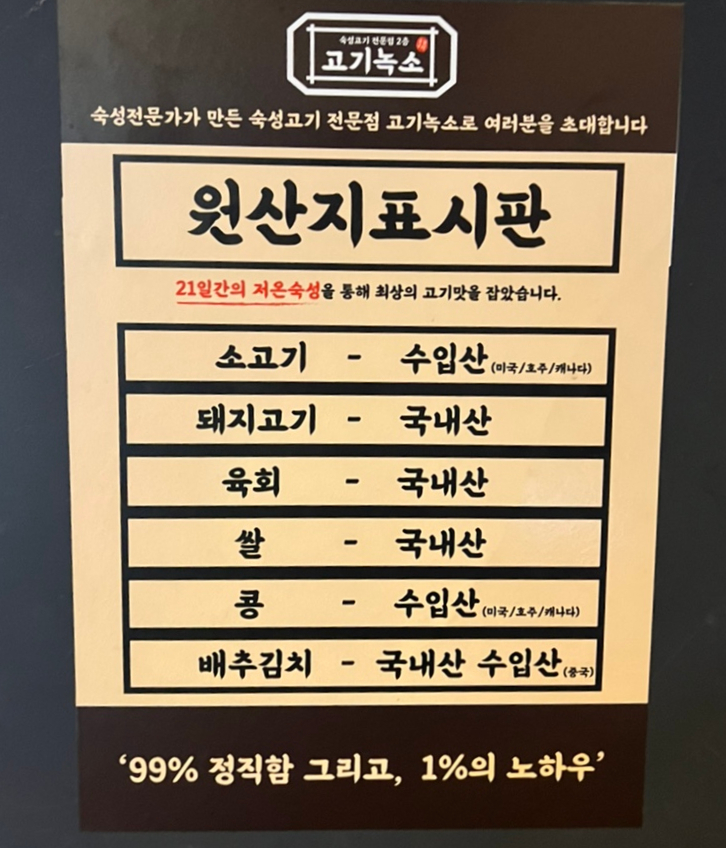 숙성고기 전문점 2층
고기녹소
숙성전문가가 만든 숙성고기 전문점 고기녹소로 여러분을 초대합니다
원산지표시판
21일간의 저온숙성을 통해 최상의 고기맛을 잡았습니다.
소고기 - 수입산(미국/호주/캐나다)
돼지고기 - 국내산
육회 - 국내산
쌀 - 국내산
콩 - 수입산(미국/호주/캐나다)
배추김치 - 국내산 수입산(중국)
‘99% 정직함 그리고, 1%의 노하우’